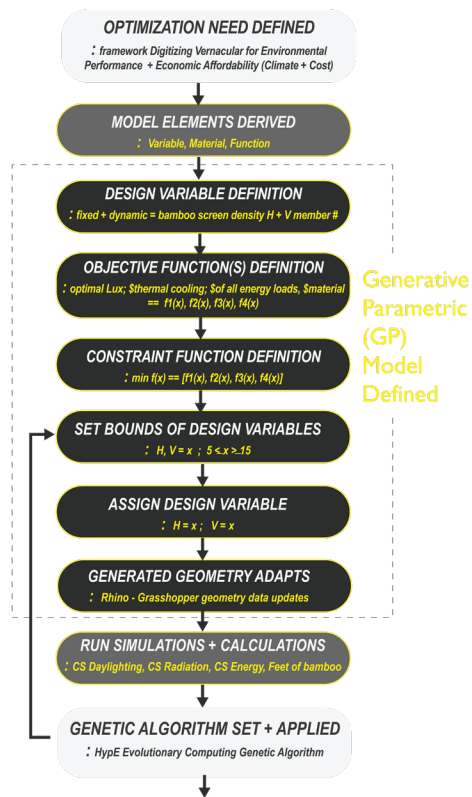 OPTIMIZATION NEED DEFINED
: framework Digitizing Vernacular for Environmental
Performance + Economic Affordability (Climate + Cost)
MODEL ELEMENTS DERIVED
: Variable, Material, Function
DESIGN VARIABLE DEFINITION
: fixed + dynamic = bamboo screen density H + V member #
OBJECTIVE FUNCTION(S) DEFINITION
: optimal Lux; $thermal cooling; $of all energy loads, $material
== f1(x), f2(x), f3(x), f4(x)
CONSTRAINT FUNCTION DEFINITION
: min f(x) == [f1(x), f2(x), f3(x), f4(x)]
SET BOUNDS OF DESIGN VARIABLES
: H, V = x ; 5 ≤ x ≥ 15
ASSIGN DESIGN VARIABLE
: H = x ; V = x
GENERATED GEOMETRY ADAPTS
: Rhino - Grasshopper geometry data updates
Generative
Parametric
(GP)
Model
Defined
RUN SIMULATIONS + CALCULATIONS
: CS Daylighting, CS Radiation, CS Energy, Feet of bamboo
GENETIC ALGORITHM SET + APPLIED
: HypE Evolutionary Computing Genetic Algorithm